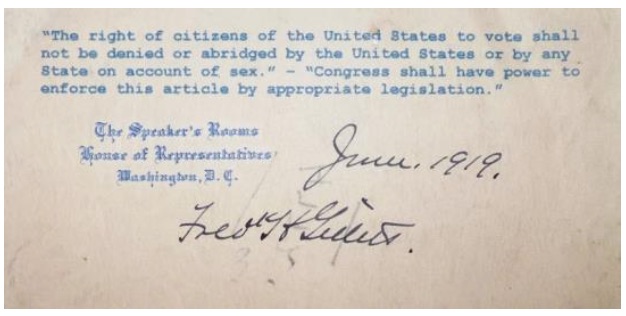 "The right of citizens of the United States to vote shall
not be denied or abridged by the United States or by any
State on account of sex." – "Congress shall have power to
enforce this article by appropriate legislation."
The Speaker's Rooms
House of Representatives
Washington, D. C.
June. 1919.
Fred'k H Gillett.